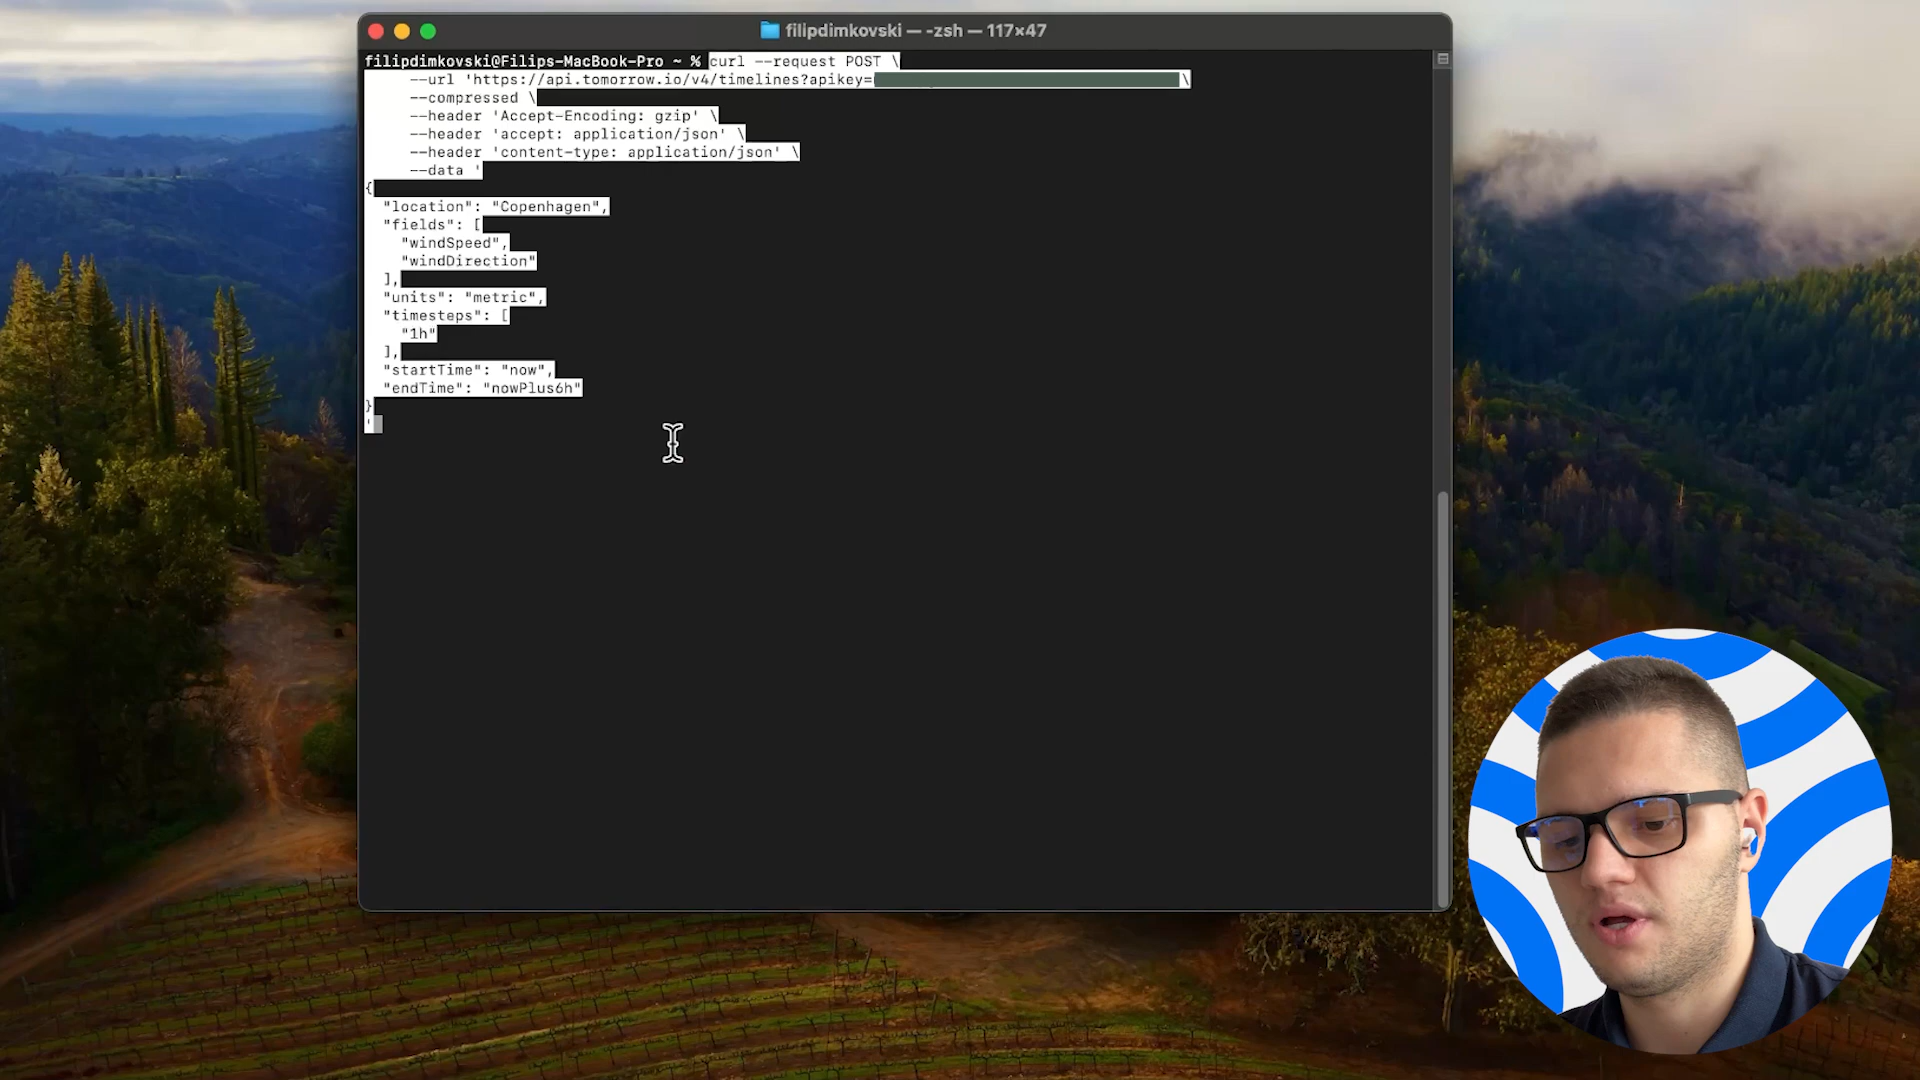 filipdimkovski — -zsh — 117×47
filipdimkovski@Filips-MacBook-Pro ~ % curl --request POST \
--url 'https://api.tomorrow.io/v4/timelines?apikey= \
--compressed \
--header 'Accept-Encoding: gzip' \
--header 'accept: application/json' \
--header 'content-type: application/json' \
--data '
{
"location": "Copenhagen",
"fields": [
"windSpeed",
"windDirection"
],
"units": "metric",
"timesteps": [
"1h"
],
"startTime": "now",
"endTime": "nowPlus6h"
}
'